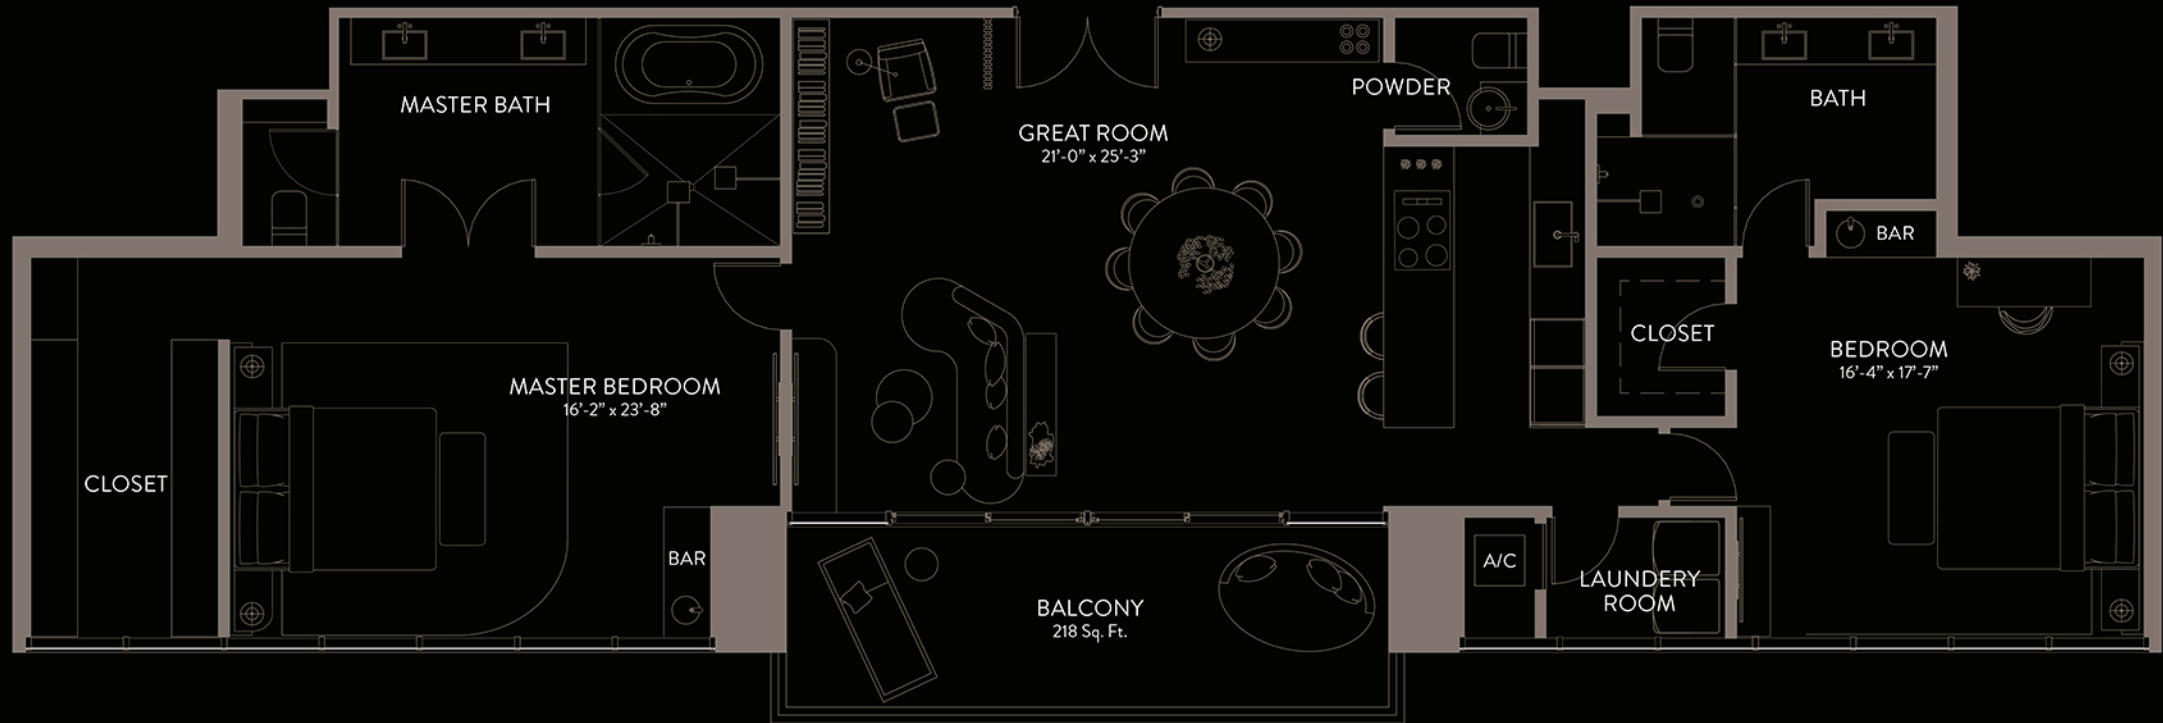 MASTER BATH
GREAT ROOM
21'-0” x 25'-3”
POWDER
BATH
BAR
CLOSET
BEDROOM
16'-4” x 17'-7”
MASTER BEDROOM
16'-2” x 23'-8”
CLOSET
BAR
BALCONY
218 Sq. Ft.
A/C
LAUNDERY
ROOM